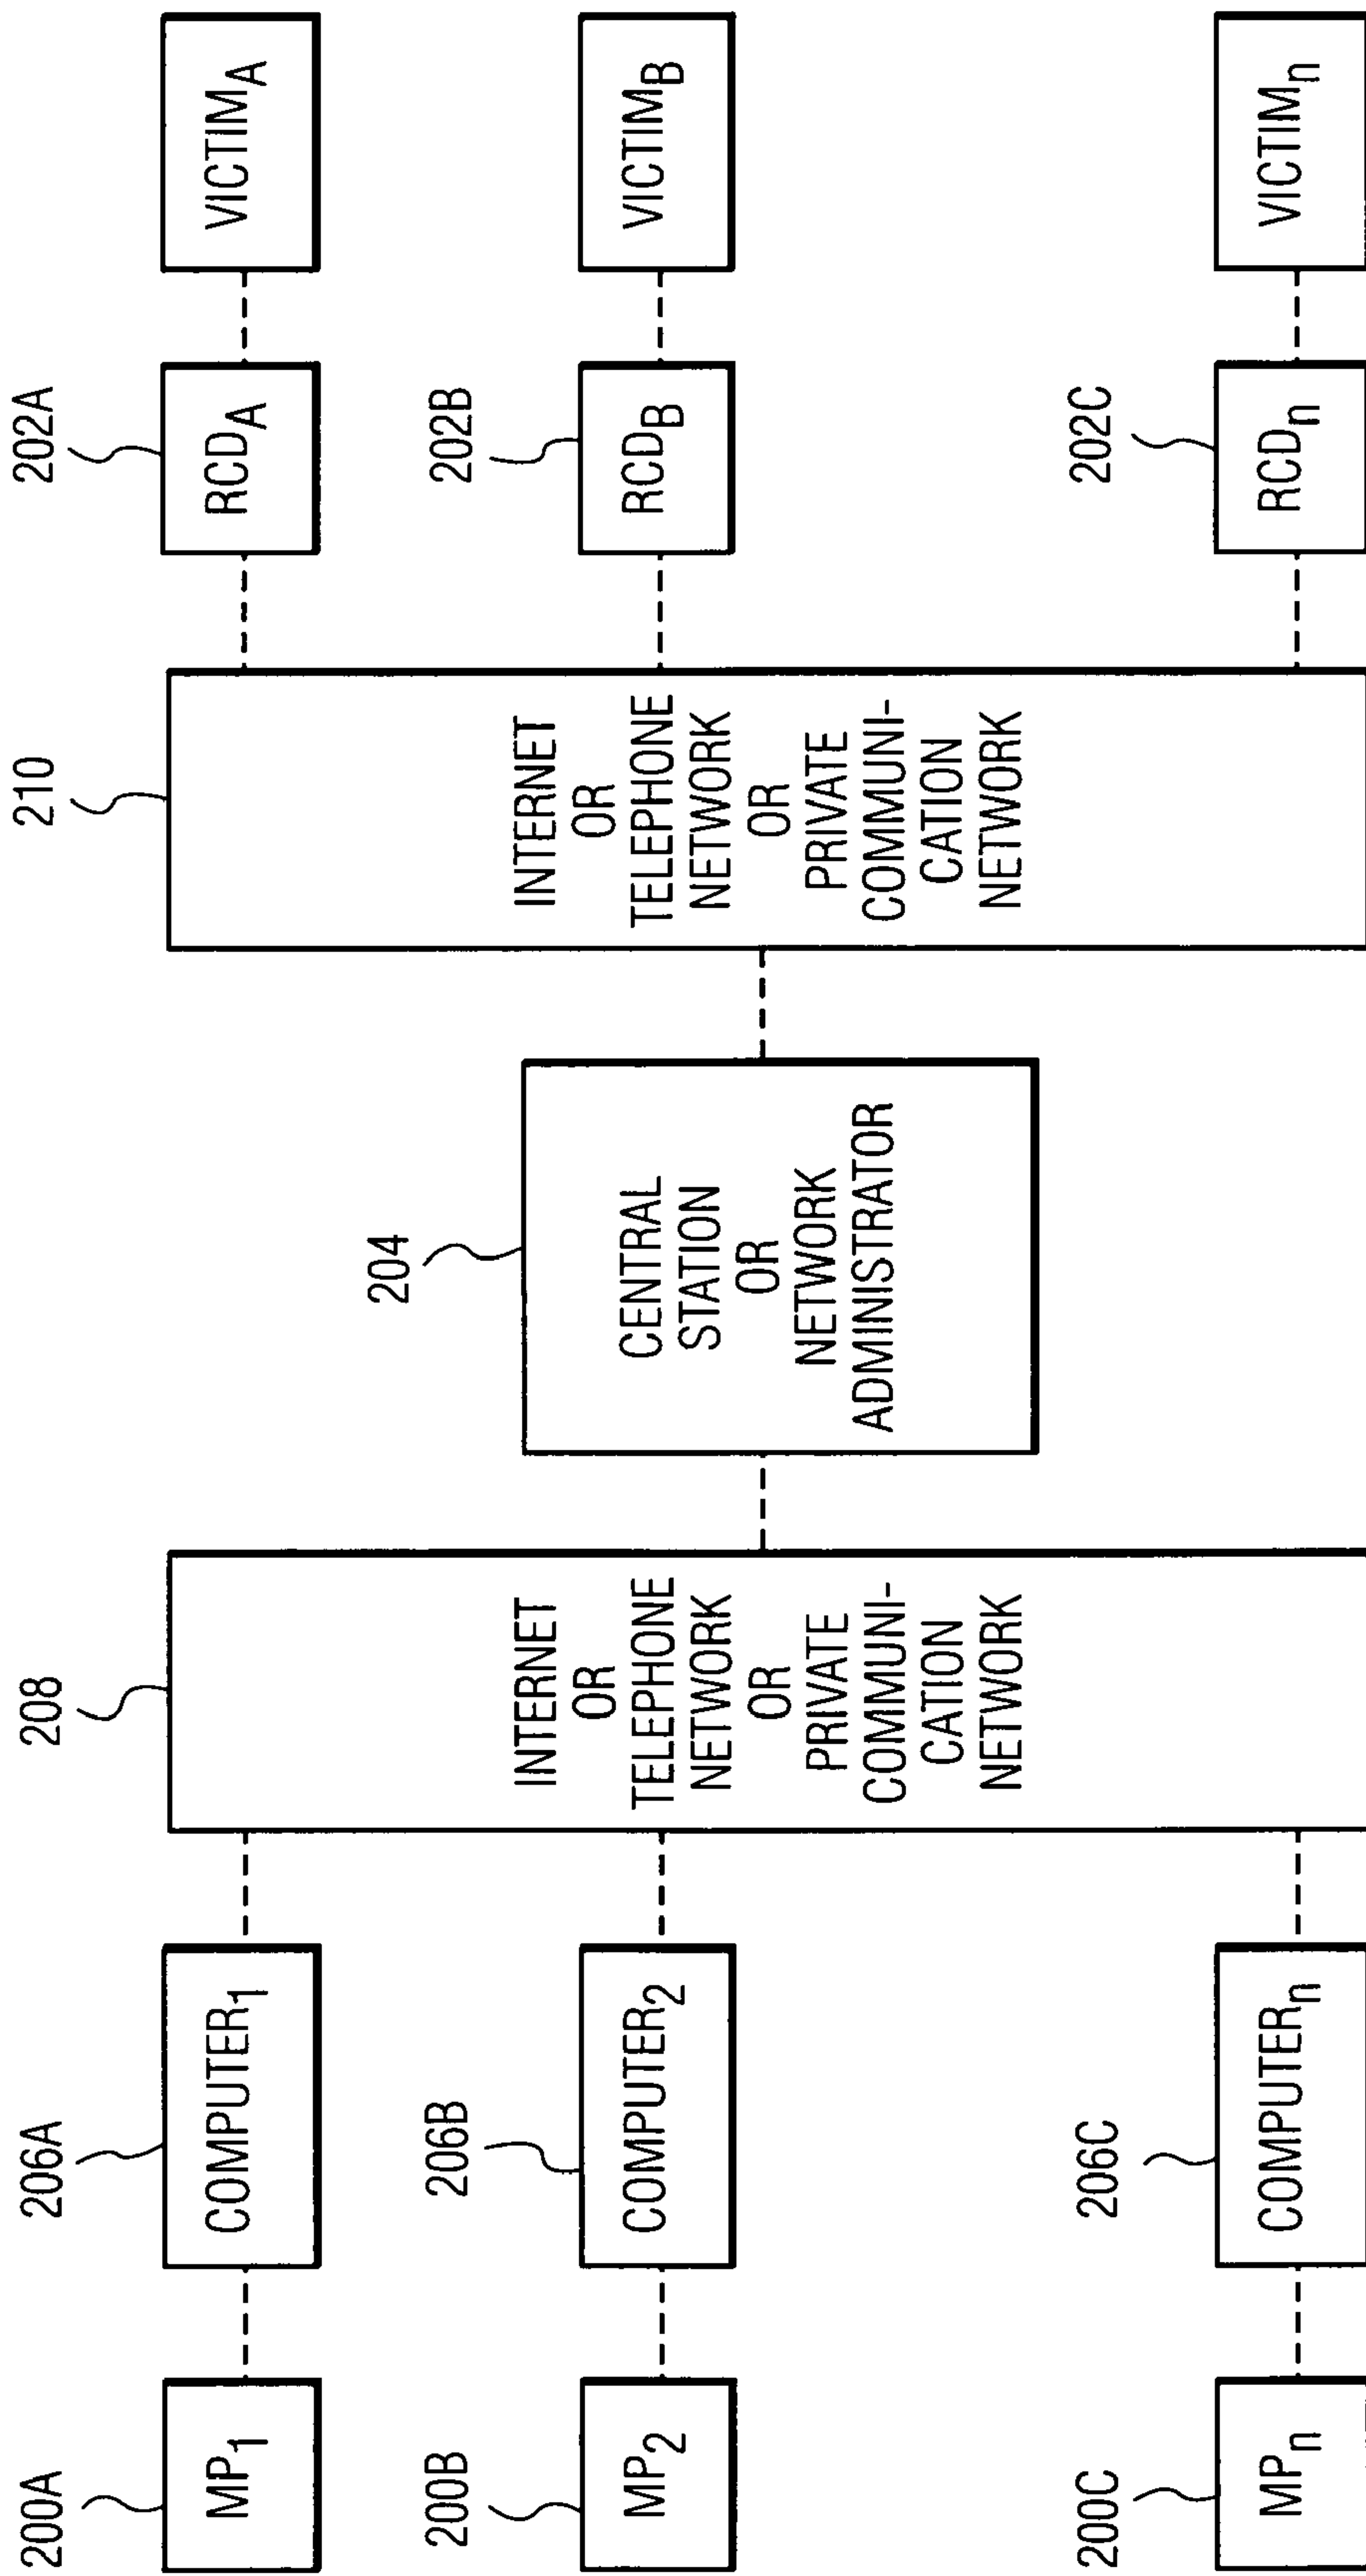 200A
MP1
206A
COMPUTER1
208
INTERNET
OR
TELEPHONE
NETWORK
OR
PRIVATE
COMMUNI-
CATION
NETWORK
204
CENTRAL
STATION
OR
NETWORK
ADMINISTRATOR
210
INTERNET
OR
TELEPHONE
NETWORK
OR
PRIVATE
COMMUNI-
CATION
NETWORK
202A
RCDA
VICTIMA
200B
MP2
206B
COMPUTER2
202B
RCDB
VICTIMB
200C
MPn
206C
COMPUTERn
202C
RCDn
VICTIMn